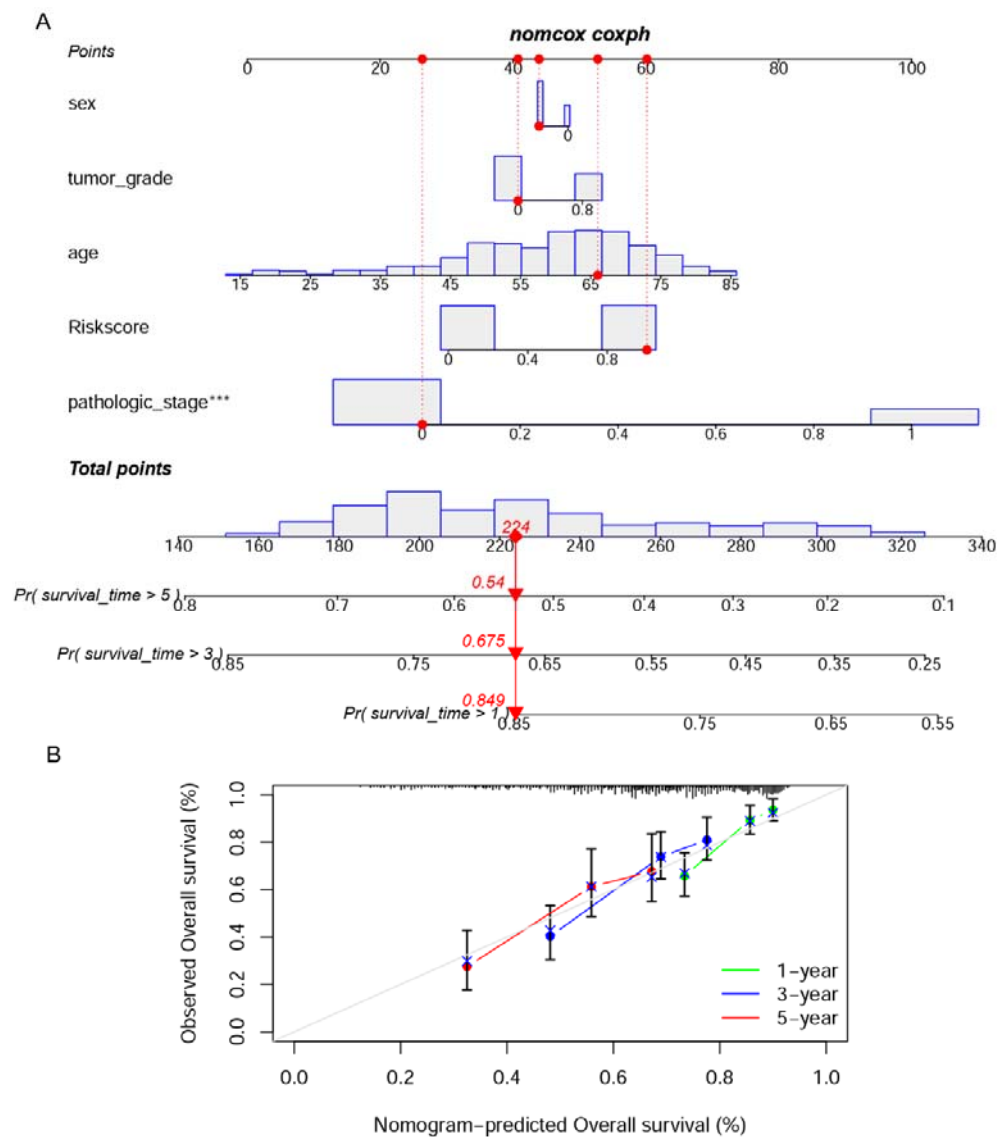 A
nomcox coxph
Points
0 20 40 60 80 100
sex
0
tumor_grade
0 0.8
age
15 25 35 45 55 65 75 85
Riskscore
0 0.4 0.8
pathologic_stage***
0 0.2 0.4 0.6 0.8 1
Total points
224
140 160 180 200 220 240 260 280 300 320 340
0.54
Pr( survival_time > 5 )
0.8 0.7 0.6 0.5 0.4 0.3 0.2 0.1
0.675
Pr( survival_time > 3 )
0.85 0.75 0.65 0.55 0.45 0.35 0.25
0.849
Pr( survival_time > 1 )
0.85 0.75 0.65 0.55
B
Observed Overall survival (%)
1.0
0.8
0.6
0.4
0.2
0.0
1-year
3-year
5-year
0.0 0.2 0.4 0.6 0.8 1.0
Nomogram-predicted Overall survival (%)